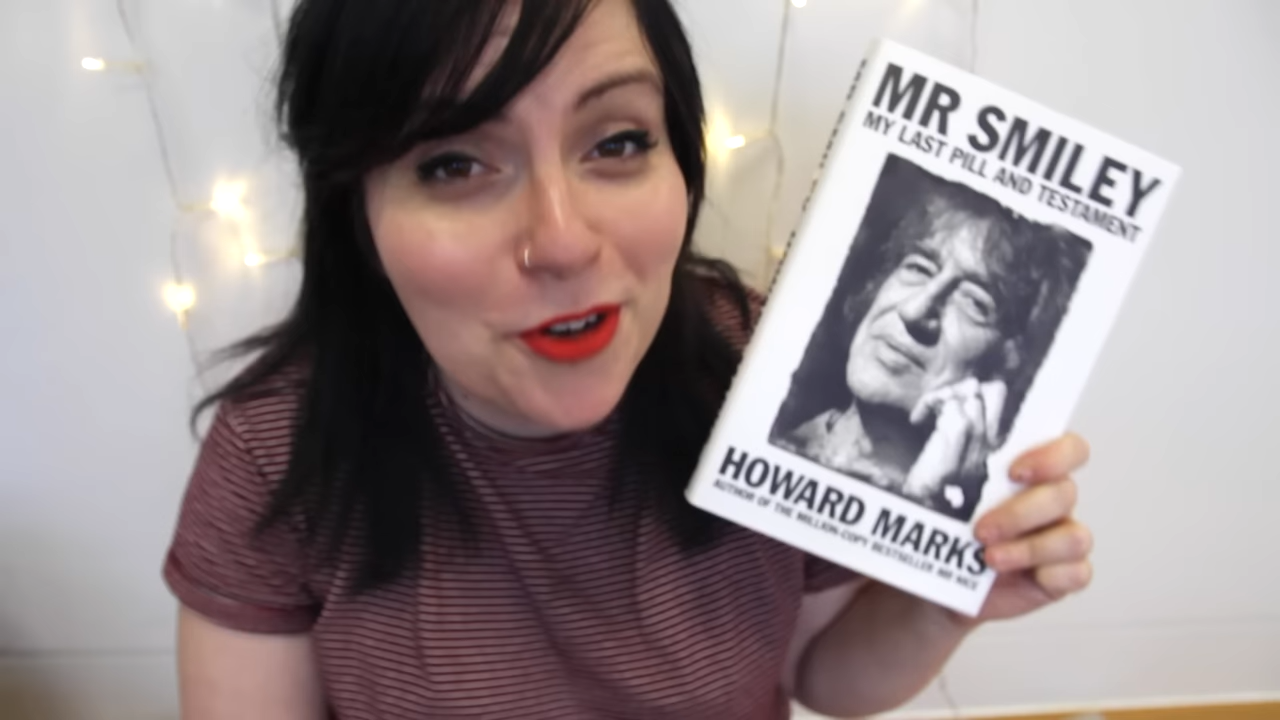 MR SMILEY
MY LAST PILL AND TESTAMENT
HOWARD MARKS
AUTHOR OF THE MILLION-COPY BESTSELLER MR NICE